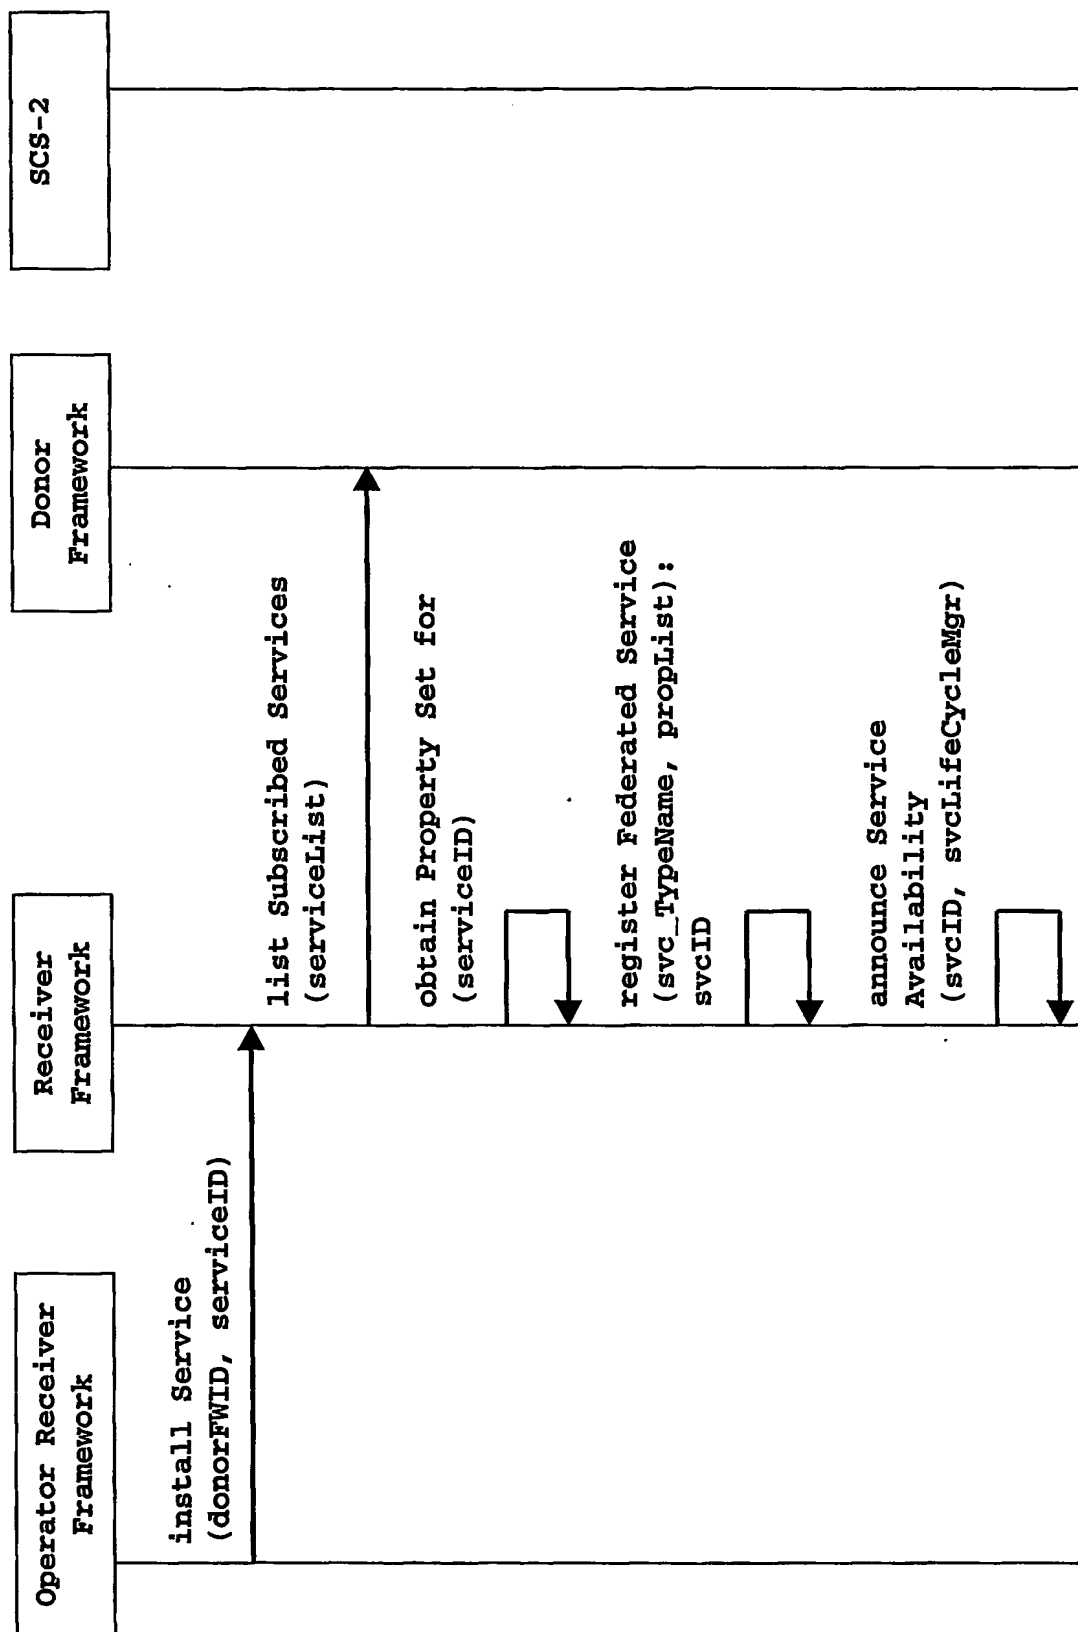 Operator Receiver
Framework
Receiver
Framework
Donor
Framework
SCS-2
install Service
(donorFWID, serviceID)
list Subscribed Services
(serviceList)
obtain Property Set for
(serviceID)
register Federated Service
(svc_TypeName, propList):
svcID
announce Service
Availability
(svcID, svcLifeCycleMgr)